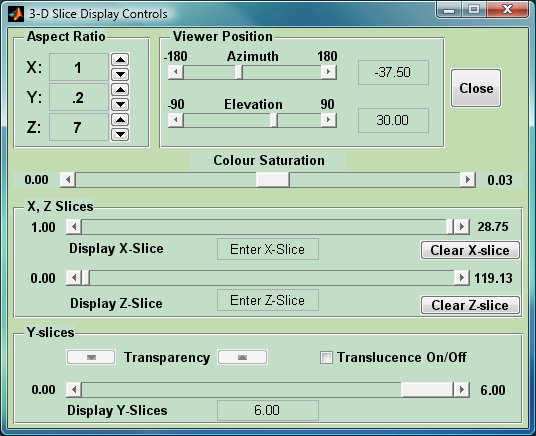 3-D Slice Display Controls
Aspect Ratio
X: 1
Y: .2
Z: 7
Viewer Position
-180 Azimuth 180
-37.50
-90 Elevation 90
30.00
Close
Colour Saturation
0.00 0.03
X, Z Slices
1.00 28.75
Display X-Slice Enter X-Slice Clear X-slice
0.00 119.13
Display Z-Slice Enter Z-Slice Clear Z-slice
Y-slices
Transparency Translucence On/Off
0.00 6.00
Display Y-Slices 6.00